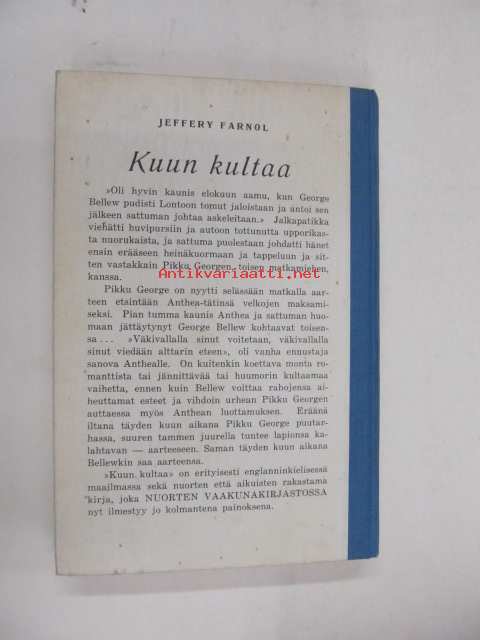 JEFFERY FARNOL
Kuun kultaa
»Oli hyvin kaunis elokuun aamu, kun George
Bellew pudisti Lontoon tomut jaloistaan ja antoi sen
jälkeen sattuman johtaa askeleitaan.» Jalkapatikka
viehätti huvipursiin ja autoon tottunutta upporikas-
ta nuorukaista, ja sattuma puolestaan johdatti hänet
ensin erääseen heinäkuormaan ja tappeluun ja sit-
ten vastakkain Pikku Georgen, toisen matkamiehen,
kanssa.
Antikvariaatti.net
Pikku George on nyytti selässään matkalla aar-
teen etsintään Anthea-tätinsä velkojen maksami-
seksi. Pian tumma kaunis Anthea ja sattuman huo-
maan jättäytynyt George Bellew kohtaavat toisen-
sa... »Väkivallalla sinut voitetaan, väkivallalla
sinut viedään alttarin eteen», oli vanha ennustaja
sanova Anthealle. On kuitenkin koettava monta ro-
manttista tai jännittävää tai huumorin kultaamaa
vaihetta, ennen kuin Bellew voittaa rahojensa ai-
heuttamat esteet ja vihdoin urhean Pikku Georgen
auttaessa myös Anthean luottamuksen. Eräänä
iltana täyden kuun aikana Pikku George puutar-
hassa, suuren tammen juurella tuntee lapionsa ka-
lahtavan — aarteeseen. Saman täyden kuun aikana
Bellewkin saa aarteensa.
»Kuun kultaa» on erityisesti englanninkielisessä
maailmassa sekä nuorten että aikuisten rakastama
kirja, joka NUORTEN VAAKUNAKIRJASTOSSA
nyt ilmestyy jo kolmantena painoksena.